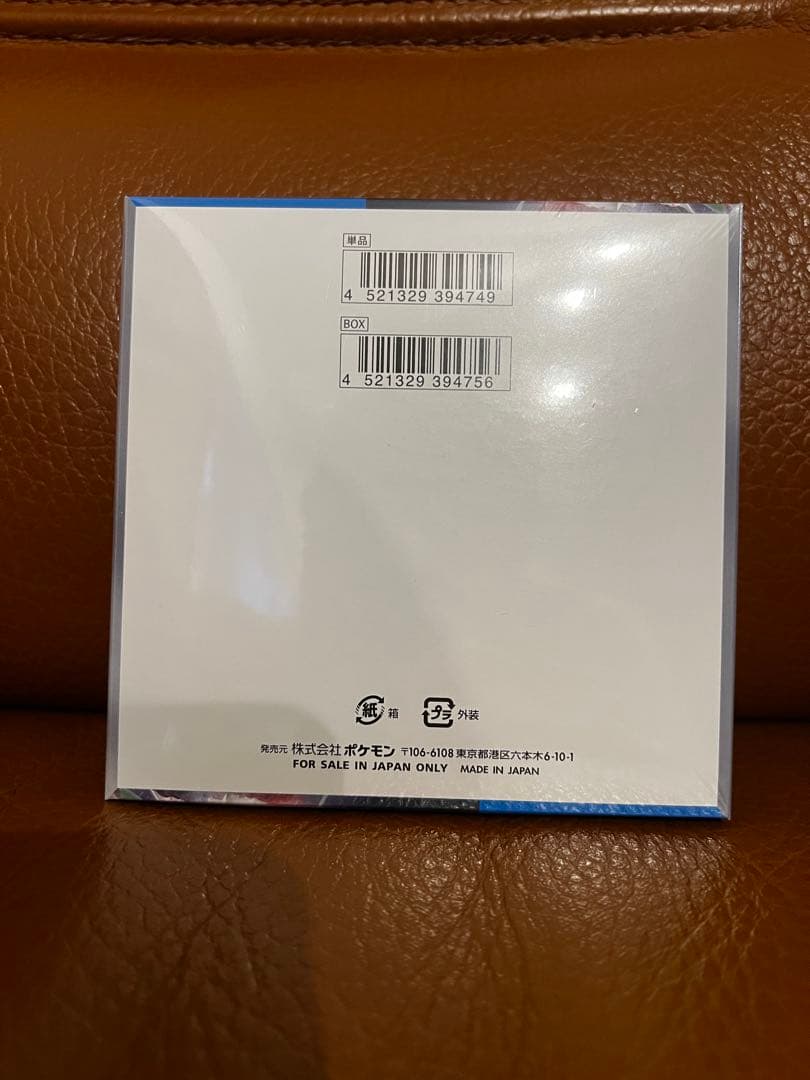 単品
4 521329 394749
BOX
4 521329 394756
紙 箱 プラ 外装
発売元 株式会社 ポケモン 〒106-6108 東京都港区六本木6-10-1
FOR SALE IN JAPAN ONLY MADE IN JAPAN